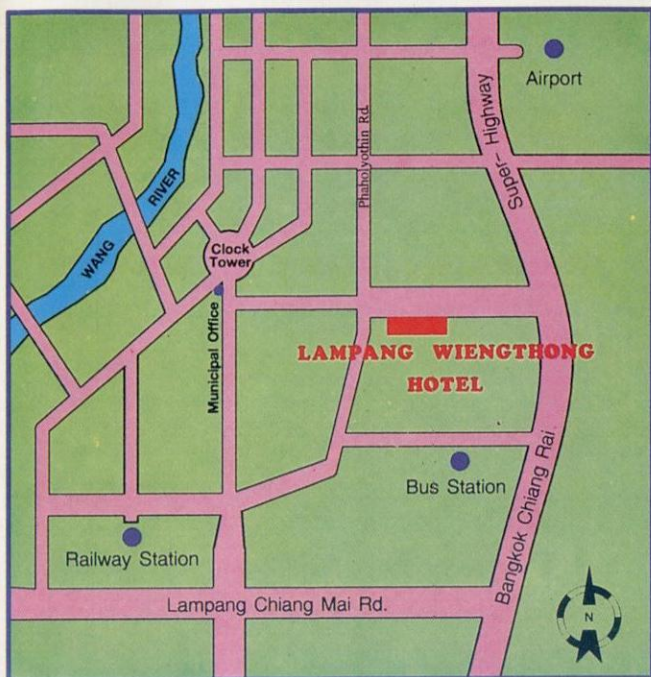 Airport
Super-Highway
Phaholyothin Rd.
WANG RIVER
Clock
Tower
Municipal Office
LAMPANG WIENGTHONG
HOTEL
Bus Station
Bangkok Chiang Rai
Railway Station
Lampang Chiang Mai Rd.
N